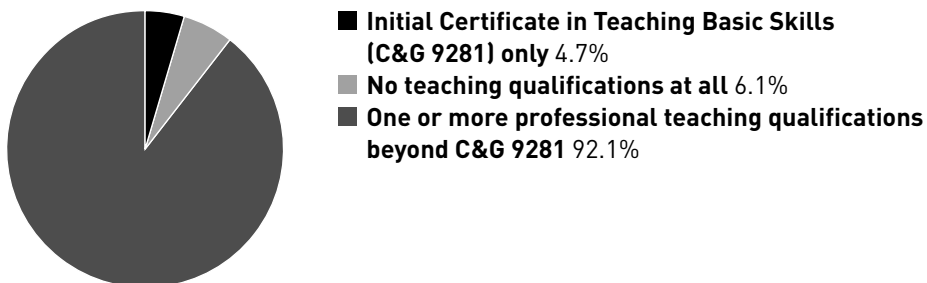 Initial Certificate in Teaching Basic Skills
(C&G 9281) only 4.7%
No teaching qualifications at all 6.1%
One or more professional teaching qualifications
beyond C&G 9281 92.1%